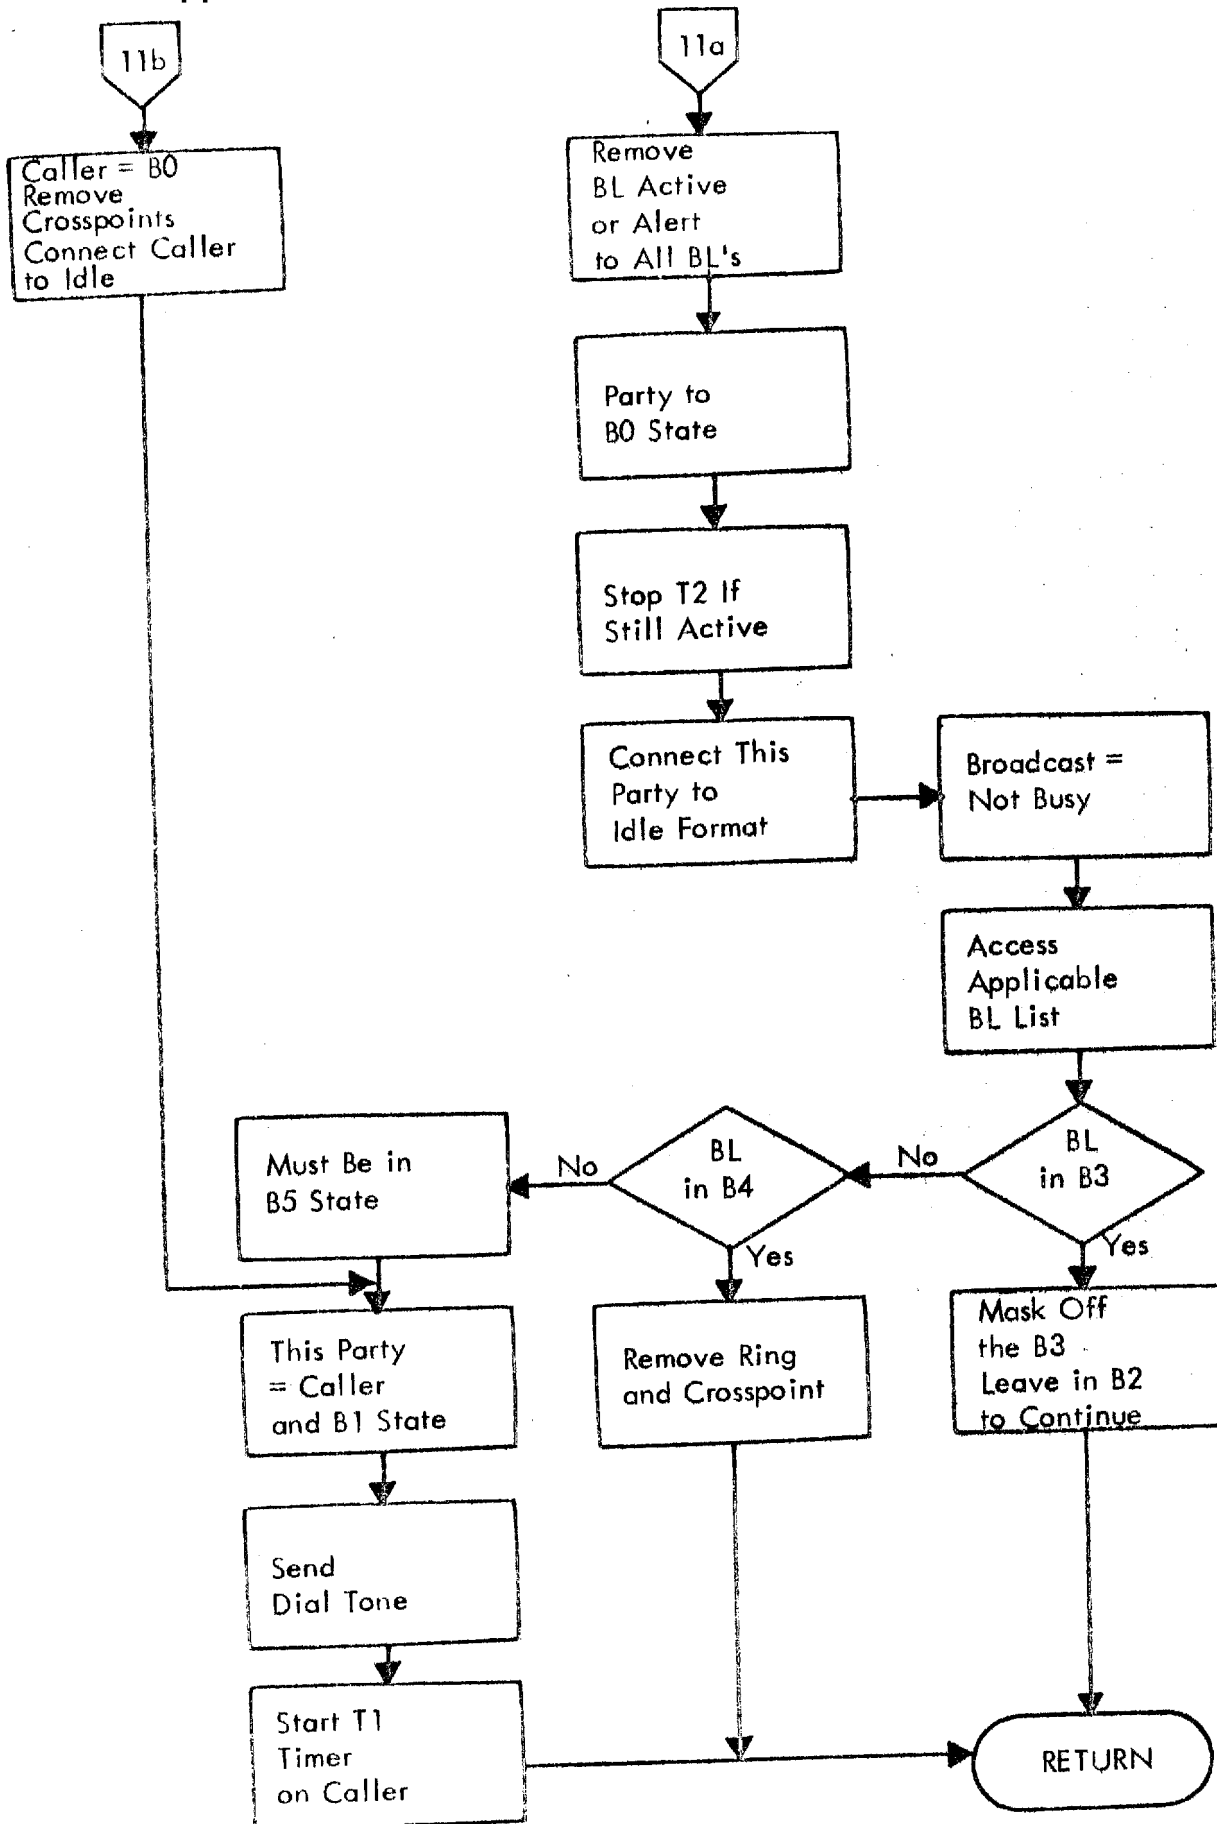 11b
11a
Caller = B0
Remove
Crosspoints
Connect Caller
to Idle
Remove
BL Active
or Alert
to All BL's
Party to
B0 State
Stop T2 If
Still Active
Connect This
Party to
Idle Format
Broadcast =
Not Busy
Access
Applicable
BL List
BL
in B3
No
Yes
BL
in B4
No
Yes
Must Be in
B5 State
This Party
= Caller
and B1 State
Remove Ring
and Crosspoint
Mask Off
the B3
Leave in B2
to Continue
Send
Dial Tone
Start T1
Timer
on Caller
RETURN